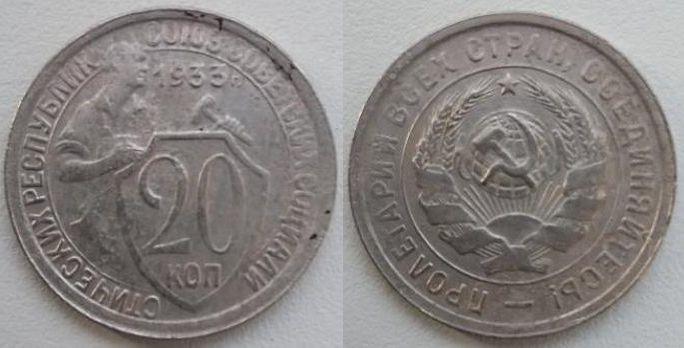 СОЮЗ СОВЕТСКИХ СОЦИАЛИСТИЧЕСКИХ РЕСПУБЛИК
1933 г.
20
КОП
ПРОЛЕТАРИИ ВСЕХ СТРАН, СОЕДИНЯЙТЕСЬ!